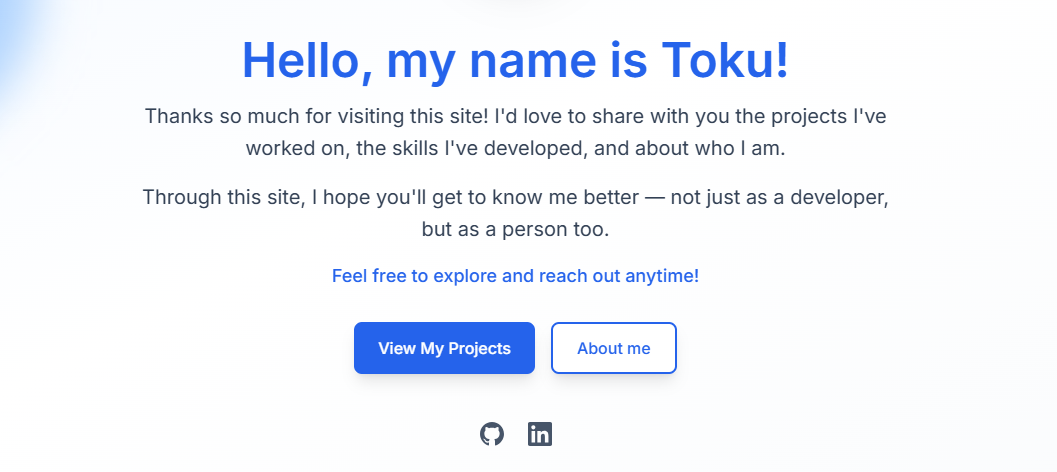 Hello, my name is Toku!
Thanks so much for visiting this site! I'd love to share with you the projects I've
worked on, the skills I've developed, and about who I am.
Through this site, I hope you'll get to know me better — not just as a developer,
but as a person too.
Feel free to explore and reach out anytime!
View My Projects
About me
in